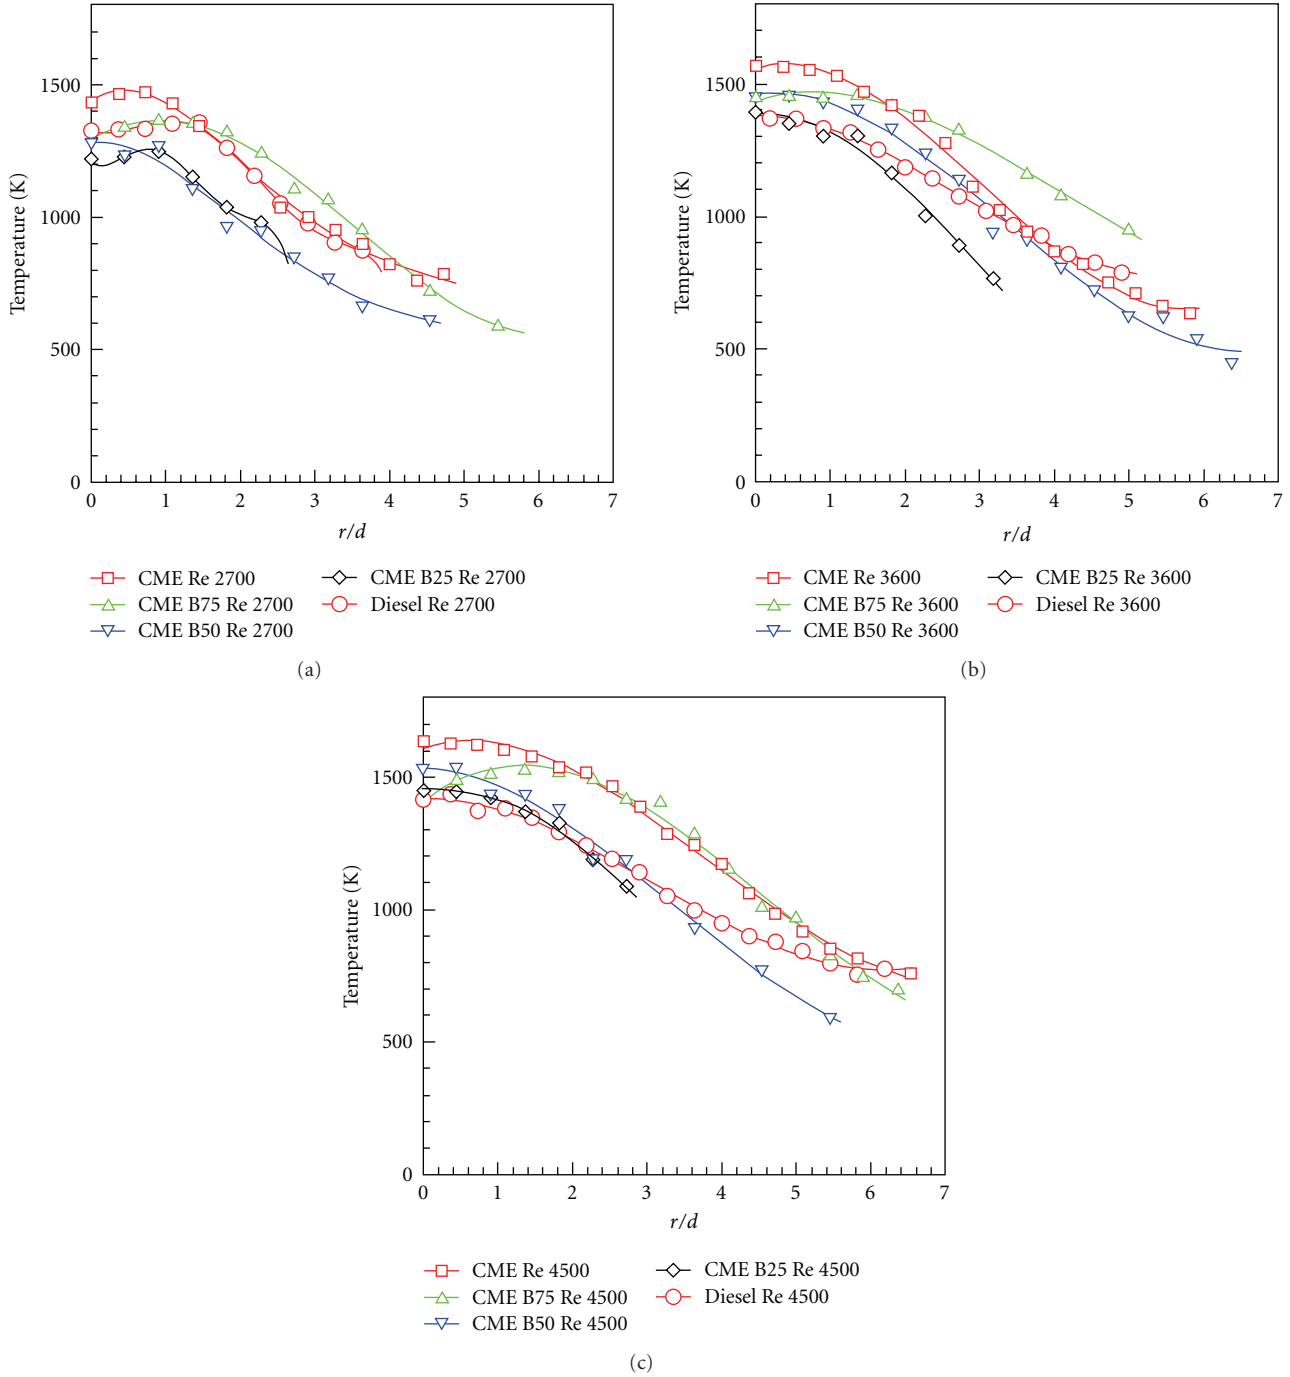 Temperature (K)
1500
1000
500
0
0 1 2 3 4 5 6 7
r/d
CME Re 2700
CME B75 Re 2700
CME B50 Re 2700
CME B25 Re 2700
Diesel Re 2700
(a)
Temperature (K)
1500
1000
500
0
0 1 2 3 4 5 6 7
r/d
CME Re 3600
CME B75 Re 3600
CME B50 Re 3600
CME B25 Re 3600
Diesel Re 3600
(b)
Temperature (K)
1500
1000
500
0
0 1 2 3 4 5 6 7
r/d
CME Re 4500
CME B75 Re 4500
CME B50 Re 4500
CME B25 Re 4500
Diesel Re 4500
(c)